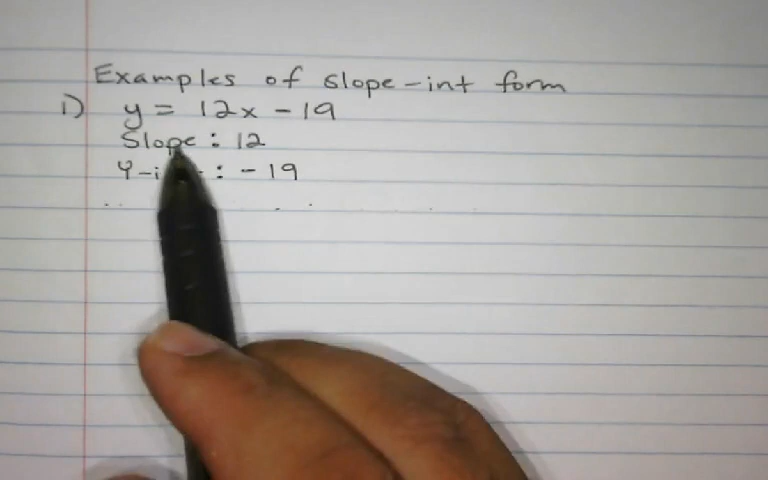 Examples of slope-int form
1) y = 12x - 19
Slope: 12
: - 19